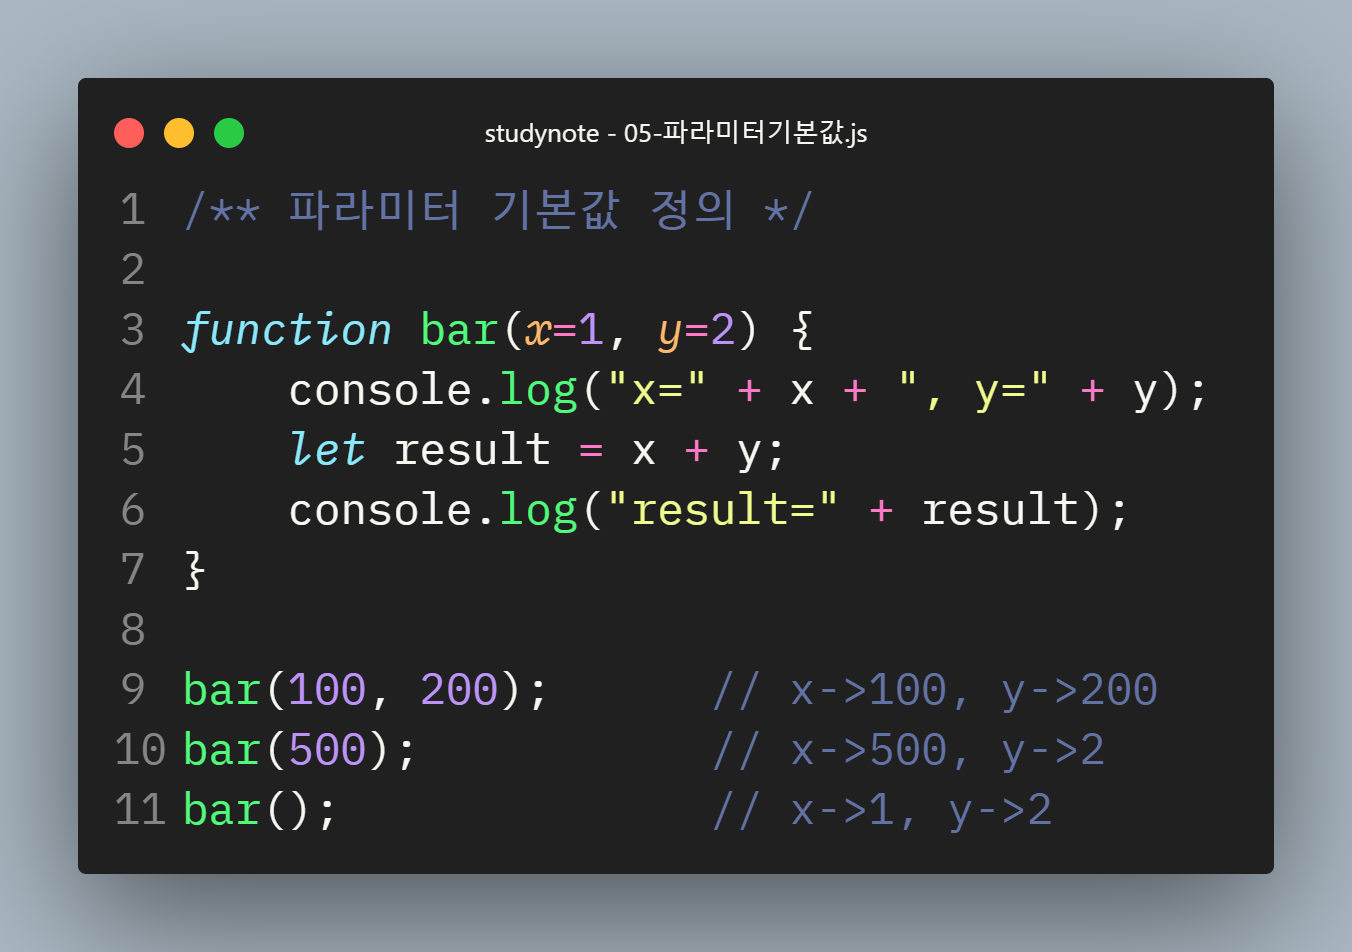 studynote - 05-파라미터기본값.js
1 /** 파라미터 기본값 정의 */
2
3 function bar(x=1, y=2) {
4     console.log("x=" + x + ", y=" + y);
5     let result = x + y;
6     console.log("result=" + result);
7 }
8
9 bar(100, 200);      // x->100, y->200
10 bar(500);           // x->500, y->2
11 bar();              // x->1, y->2